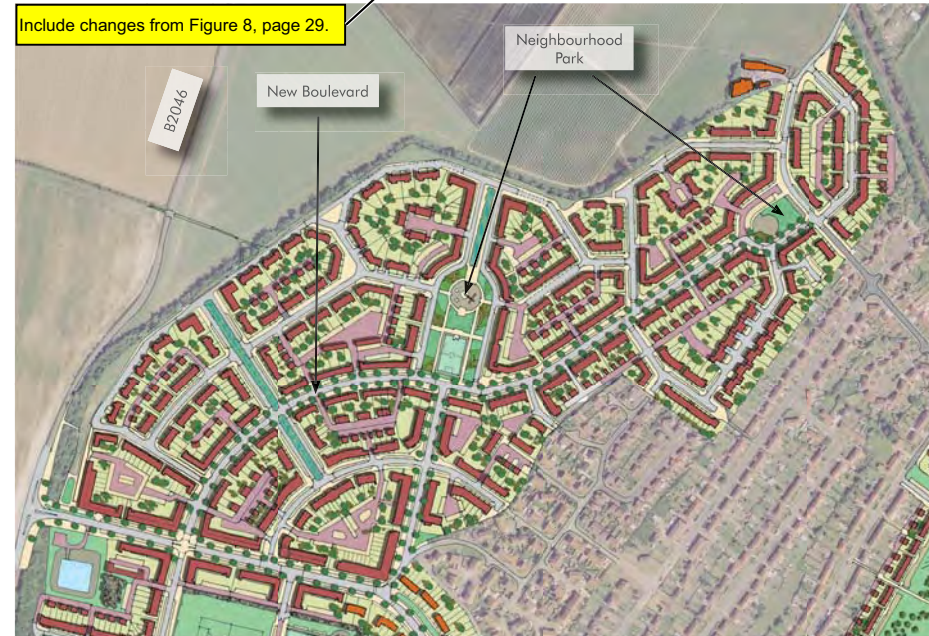 Include changes from Figure 8, page 29.
Neighbourhood
Park
New Boulevard
B2046